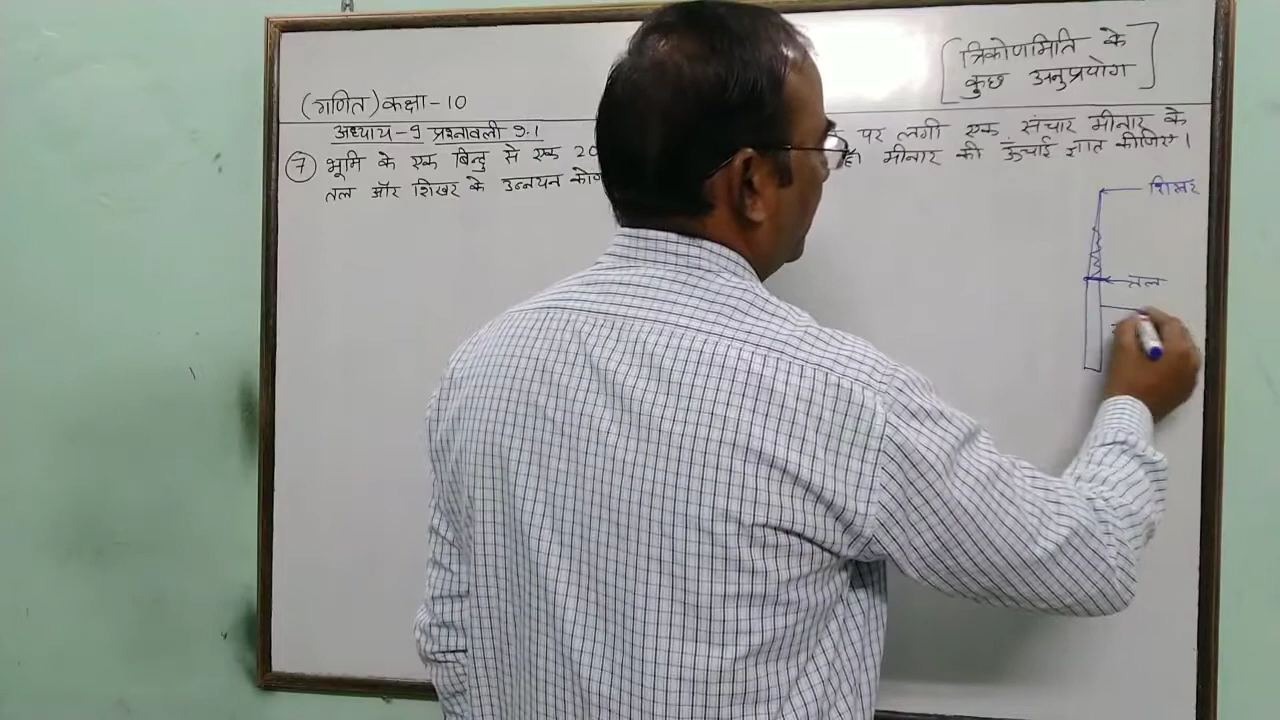 [त्रिकोणमिति के
कुछ अनुप्रयोग]
(गणित) कक्षा-10
अध्याय-9 प्रश्नावली 9.1
⑦ भूमि के एक बिन्दु से एक 20 पर लगी एक संचार मीनार के
तल और शिखर के उन्नयन है। मीनार की ऊँचाई ज्ञात कीजिए।
शिखर
तल